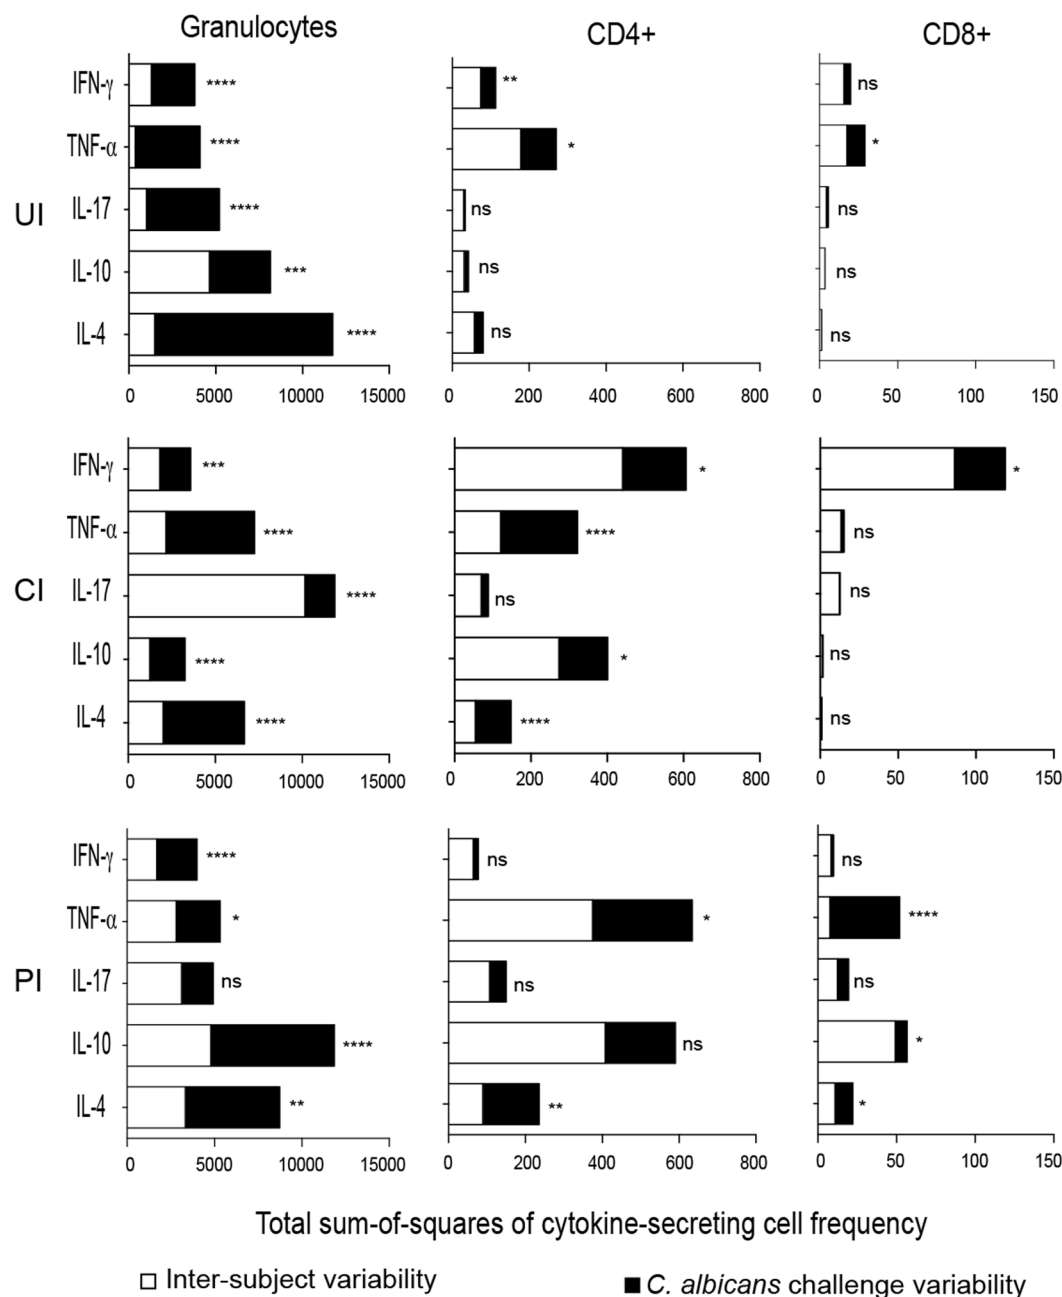 Granulocytes CD4+ CD8+
UI
IFN-γ **** ** ns
TNF-α **** * *
IL-17 **** ns ns
IL-10 *** ns ns
IL-4 **** ns ns
0 5000 10000 15000 0 200 400 600 800 0 50 100 150
CI
IFN-γ *** * *
TNF-α **** **** ns
IL-17 **** ns ns
IL-10 **** * ns
IL-4 **** **** ns
0 5000 10000 15000 0 200 400 600 800 0 50 100 150
PI
IFN-γ **** ns ns
TNF-α * * ****
IL-17 ns ns ns
IL-10 **** ns *
IL-4 ** ** *
0 5000 10000 15000 0 200 400 600 800 0 50 100 150
Total sum-of-squares of cytokine-secreting cell frequency
Inter-subject variability C. albicans challenge variability